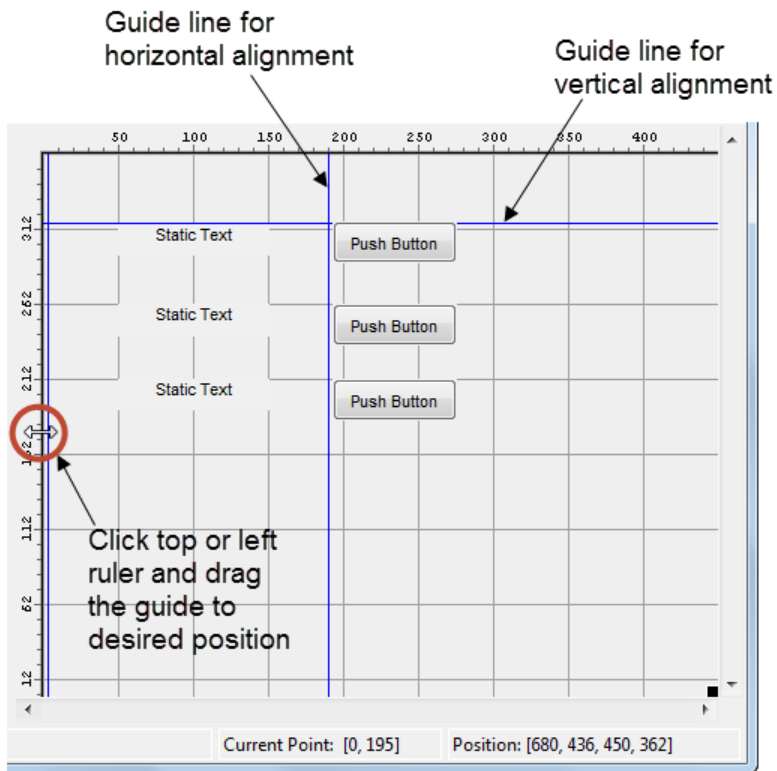 Guide line for
horizontal alignment
Guide line for
vertical alignment
50 100 150 200 250 300 350 400
312
Static Text
Push Button
262
Static Text
Push Button
212
Static Text
Push Button
162
112
Click top or left
ruler and drag
the guide to
desired position
62
12
Current Point: [0, 195]
Position: [680, 436, 450, 362]